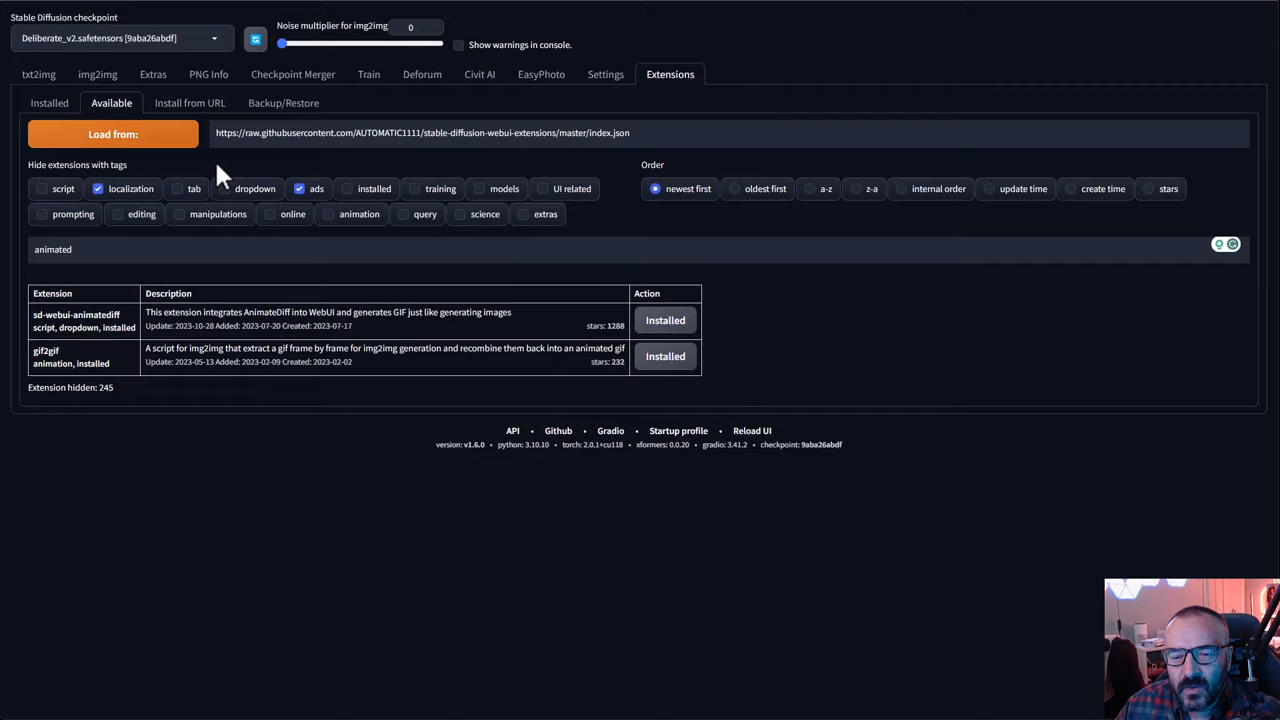 Stable Diffusion checkpoint
Deliberate_v2.safetensors [9aba26abdf]
Noise multiplier for img2img
0
Show warnings in console.
txt2img
img2img
Extras
PNG Info
Checkpoint Merger
Train
Deforum
Civit AI
EasyPhoto
Settings
Extensions
Installed
Available
Install from URL
Backup/Restore
Load from:
https://raw.githubusercontent.com/AUTOMATIC1111/stable-diffusion-webui-extensions/master/index.json
Hide extensions with tags
script
localization
tab
dropdown
ads
installed
training
models
UI related
prompting
editing
manipulations
online
animation
query
science
extras
Order
newest first
oldest first
a-z
z-a
internal order
update time
create time
stars
animated
Extension
Description
Action
sd-webui-animatediff
script, dropdown, installed
This extension integrates AnimateDiff into WebUI and generates GIF just like generating images
Update: 2023-10-28 Added: 2023-07-20 Created: 2023-07-17
stars: 1288
Installed
gif2gif
animation, installed
A script for img2img that extract a gif frame by frame for img2img generation and recombine them back into an animated gif
Update: 2023-05-13 Added: 2023-02-09 Created: 2023-02-02
stars: 232
Installed
Extension hidden: 245
API • Github • Gradio • Startup profile • Reload UI
version: v1.6.0 • python: 3.10.10 • torch: 2.0.1+cu118 • xformers: 0.0.20 • gradio: 3.41.2 • checkpoint: 9aba26abdf